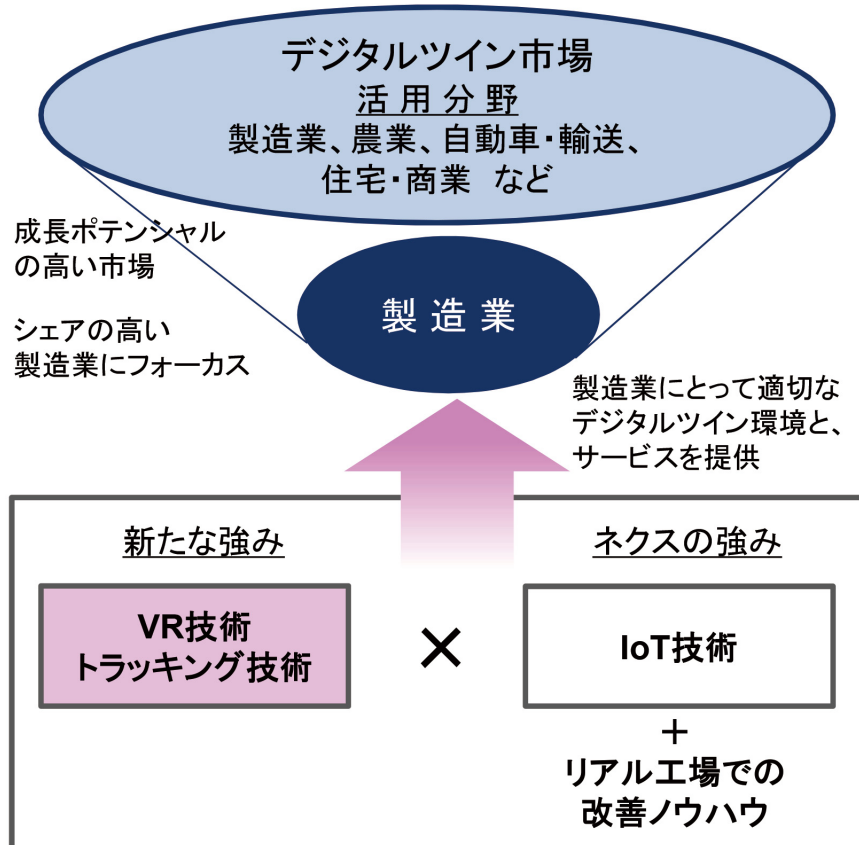 デジタルツイン市場
活用分野
製造業、農業、自動車・輸送、
住宅・商業 など
成長ポテンシャル
の高い市場
シェアの高い
製造業にフォーカス
製造業
製造業にとって適切な
デジタルツイン環境と、
サービスを提供
新たな強み
VR技術
トラッキング技術
×
ネクスの強み
IoT技術
+
リアル工場での
改善ノウハウ